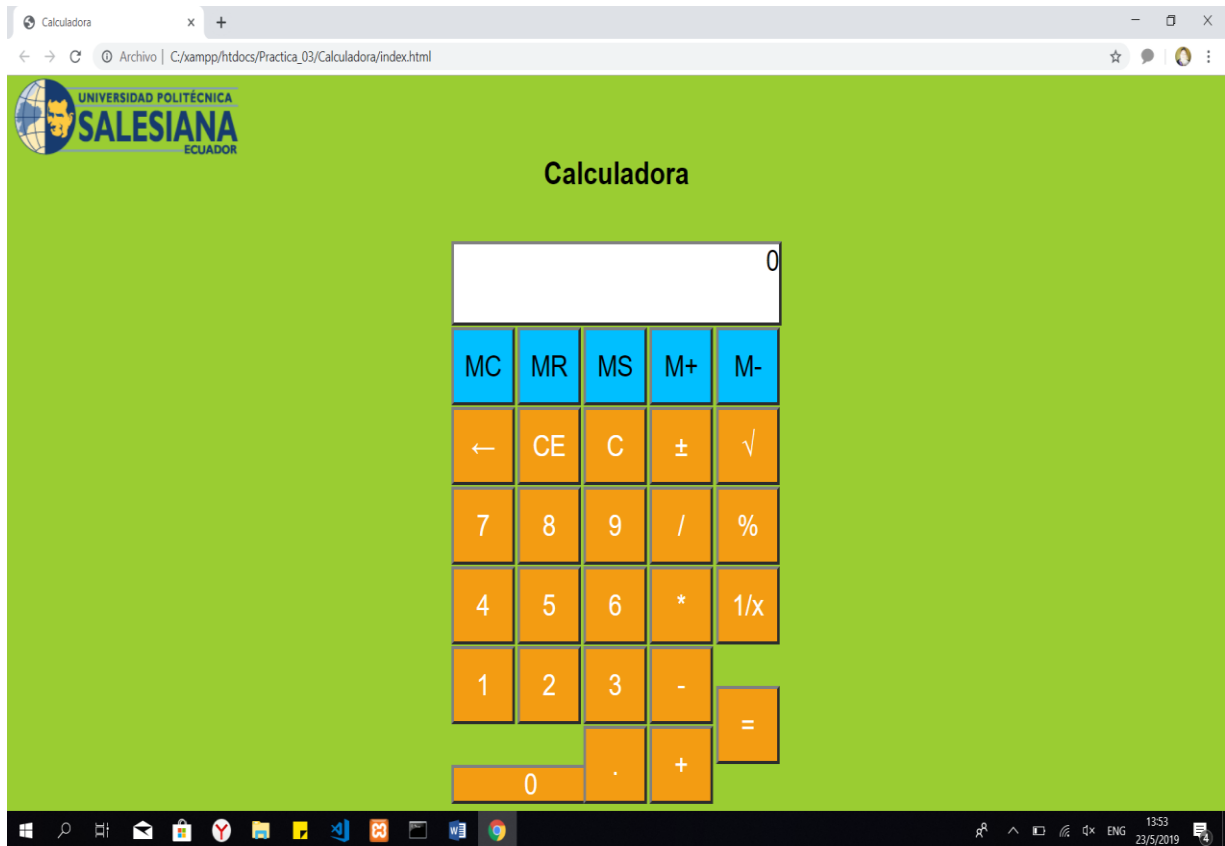 Calculadora
Archivo | C:/xampp/htdocs/Practica_03/Calculadora/index.html
UNIVERSIDAD POLITÉCNICA
SALESIANA
ECUADOR
Calculadora
0
MC MR MS M+ M-
← CE C ± √
7 8 9 / %
4 5 6 * 1/x
1 2 3 -
=
0 . +
ENG
13:53
23/5/2019
4